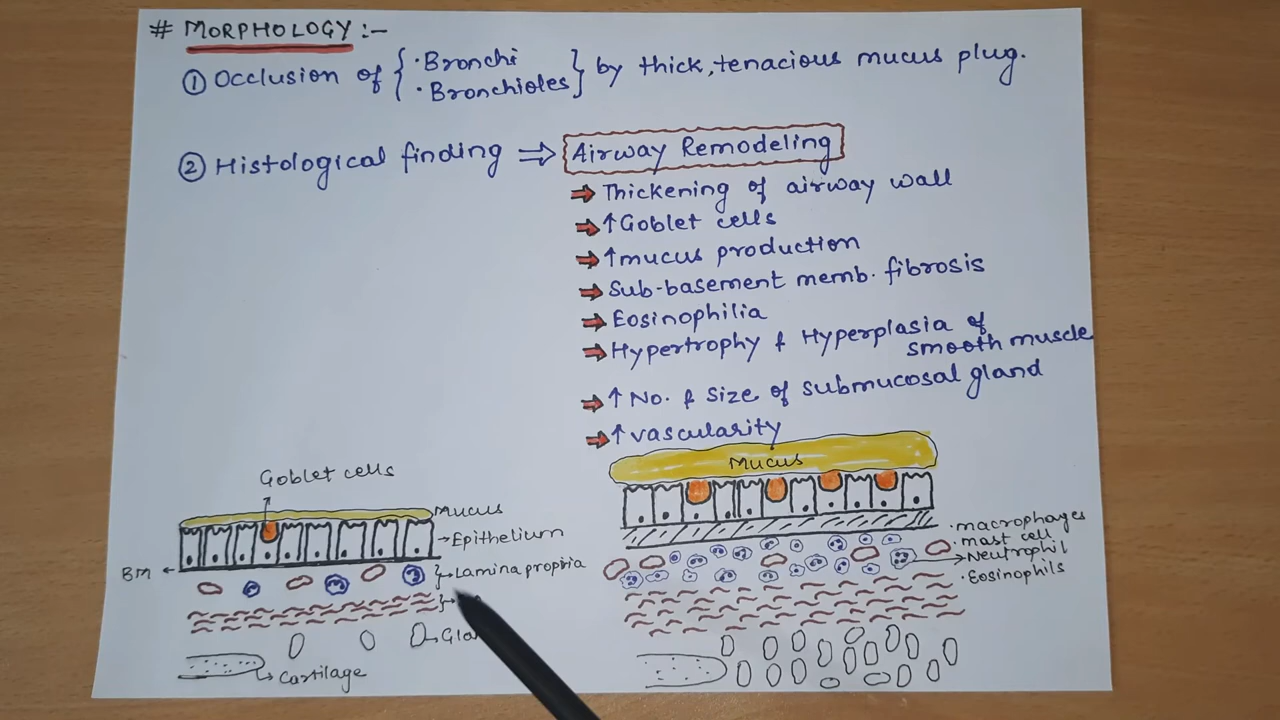 # MORPHOLOGY :-
① Occlusion of { · Bronchi
· Bronchioles } by thick, tenacious mucus plug.
② Histological finding ⇒ Airway Remodeling
➡ Thickening of airway wall
➡ ↑Goblet cells
➡ ↑mucus production
➡ Sub-basement memb. fibrosis
➡ Eosinophilia
➡ Hypertrophy & Hyperplasia of
smooth muscle
➡ ↑ No. & size of submucosal gland
➡ ↑ vascularity
Goblet cells
Mucus
Epithelium
BM
Lamina propria
Cartilage
Mucus
· macrophages
· mast cell
Neutrophil
· Eosinophils